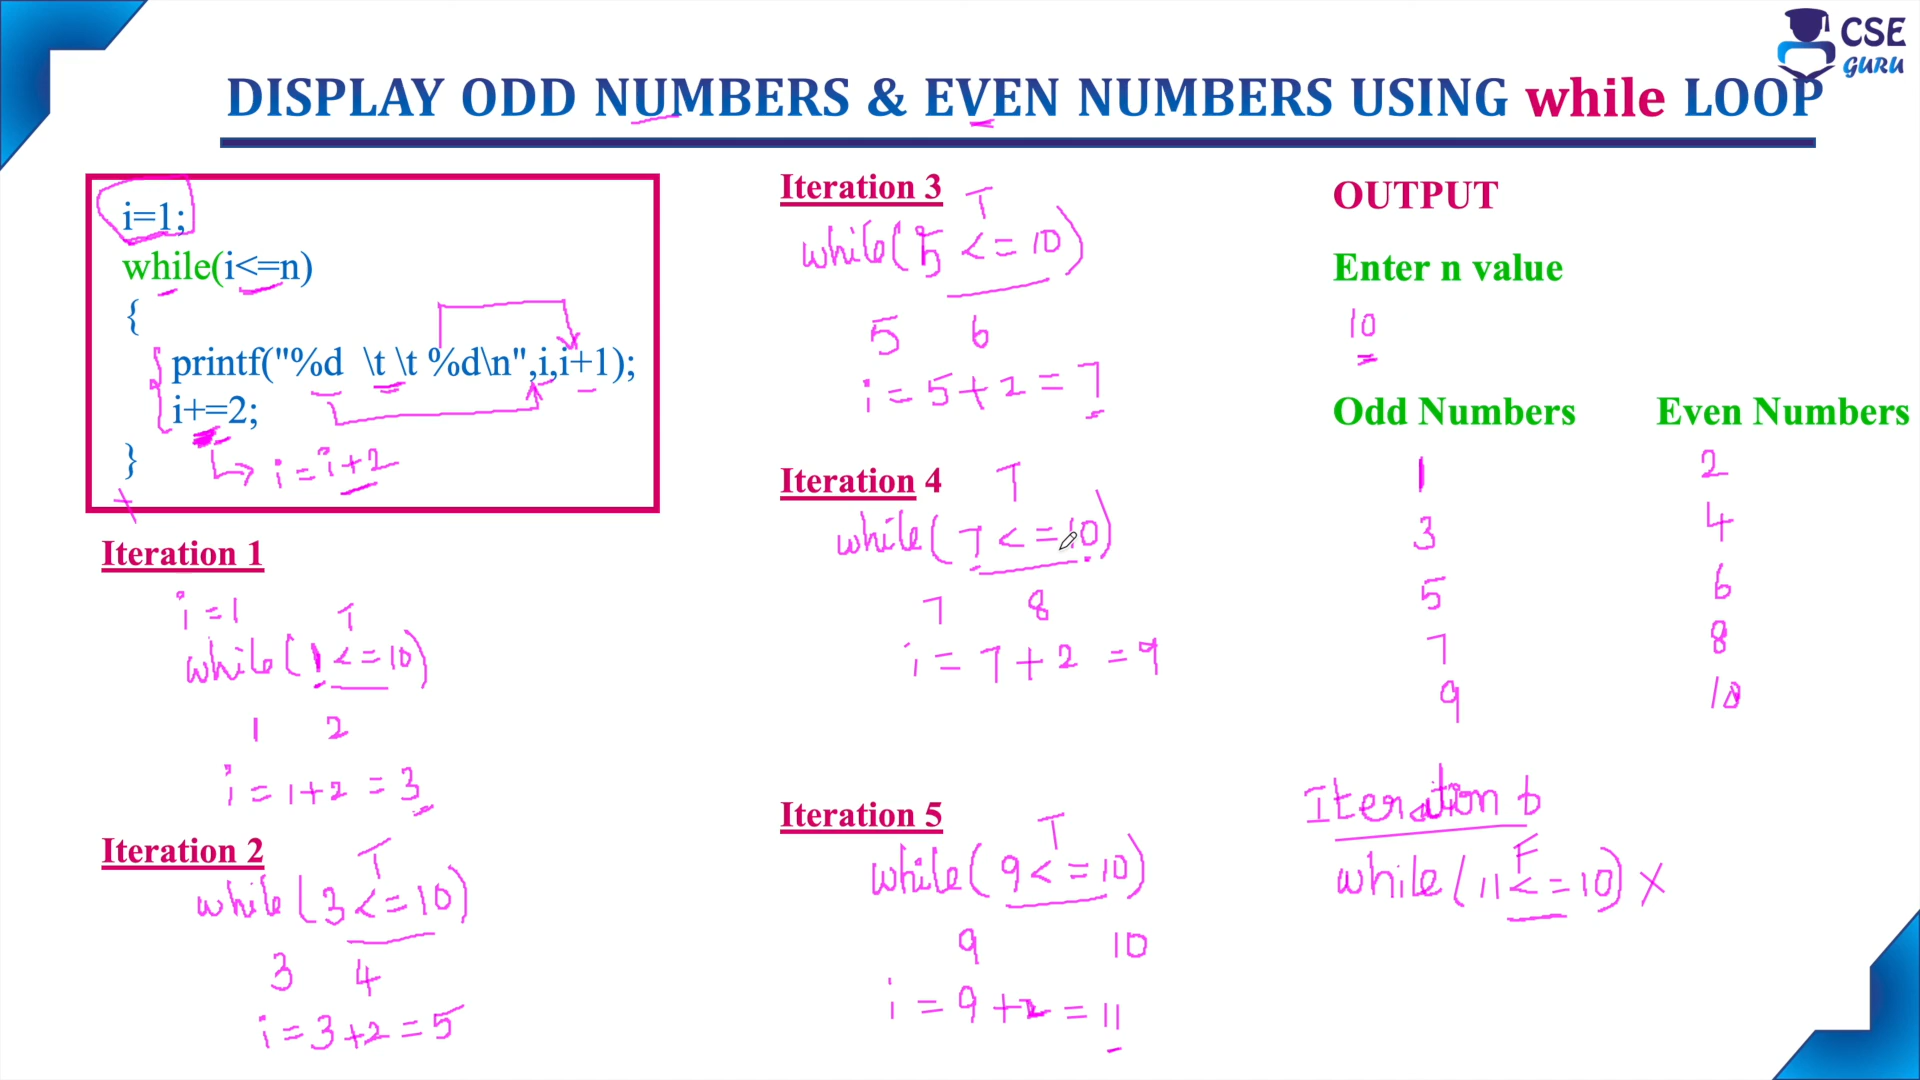 CSE
GURU
DISPLAY ODD NUMBERS & EVEN NUMBERS USING while LOOP
i=1;
while(i<=n)
{
printf("%d \t \t %d\n",i,i+1);
i+=2;
}
i = i+2
Iteration 1
i=1 T
while(1<=10)
1 2
i = 1+2 = 3
Iteration 2
T
while(3<=10)
3 4
i = 3+2 = 5
Iteration 3
T
while(5 <= 10)
5 6
i = 5+2 = 7
Iteration 4
T
while(7<=10)
7 8
i = 7+2 = 9
Iteration 5
T
while(9<=10)
9 10
i = 9+2 = 11
OUTPUT
Enter n value
10
Odd Numbers Even Numbers
1 2
3 4
5 6
7 8
9 10
Iteration 6
F
while(11<=10) X